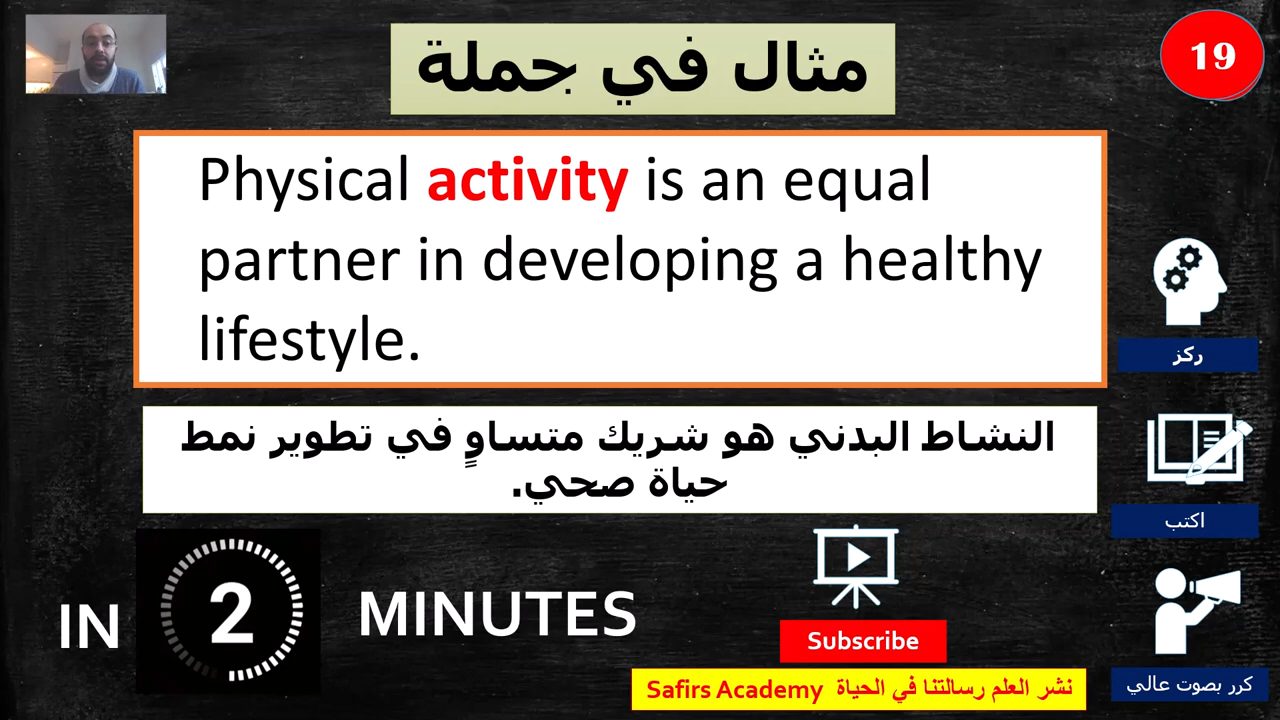 مثال في جملة
19
Physical activity is an equal
partner in developing a healthy
lifestyle.
ركز
النشاط البدني هو شريك متساوٍ في تطوير نمط
حياة صحي.
اكتب
IN 2 MINUTES
Subscribe
كرر بصوت عالي
نشر العلم رسالتنا في الحياة Safirs Academy